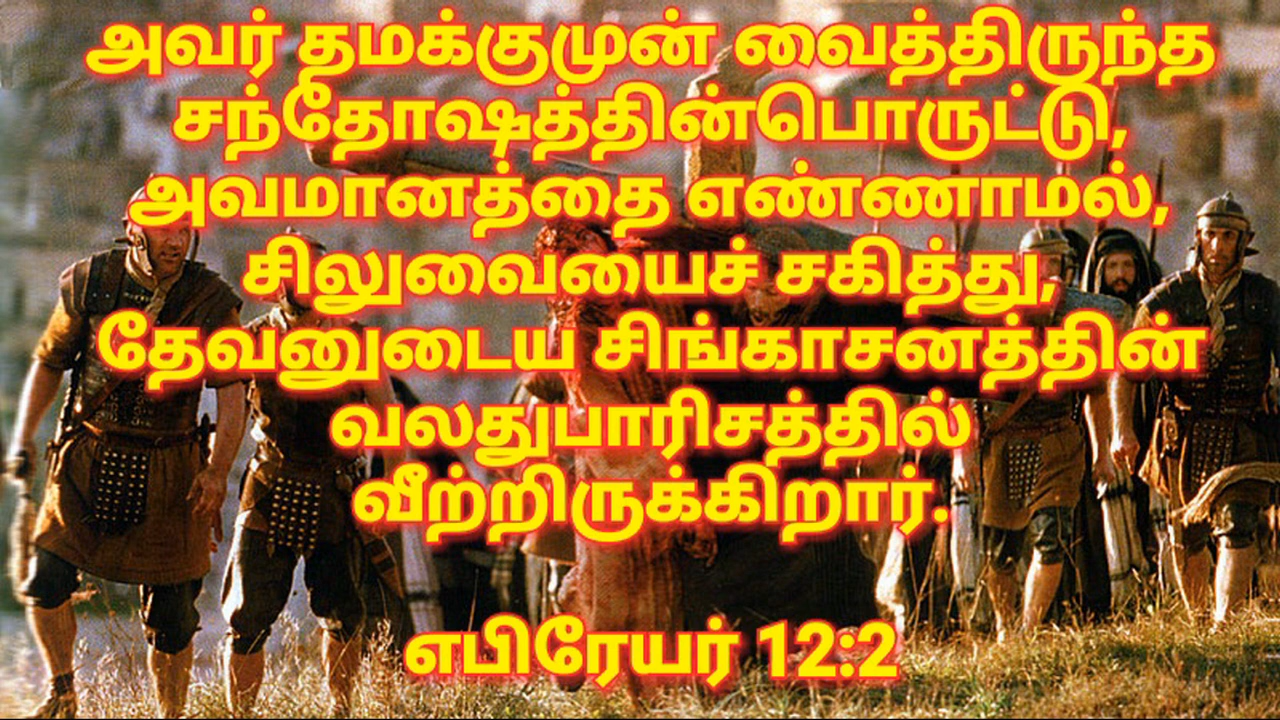 அவர் தமக்குமுன் வைத்திருந்த
சந்தோஷத்தின்பொருட்டு,
அவமானத்தை எண்ணாமல்,
சிலுவையைச் சகித்து,
தேவனுடைய சிங்காசனத்தின்
வலதுபாரிசத்தில்
வீற்றிருக்கிறார்.
எபிரேயர் 12:2